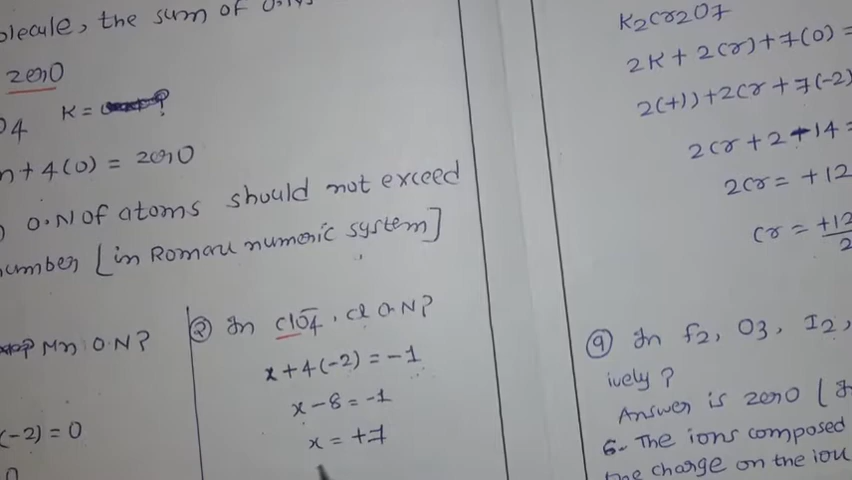 the sum of
zero
K =
n + 4(0) = zero
O.N of atoms should not exceed
number [in Roman numeric system]
Mn O.N?
(-2) = 0
② In ClO4⁻, Cl O.N?
x + 4(-2) = -1
x - 8 = -1
x = +7
K2Cr2O7
2K + 2(Cr) + 7(0) =
2(+1) + 2Cr + 7(-2)
2Cr + 2 - 14 =
2Cr = +12
Cr = +12/2
⑨ In F2, O3, I2,
ively?
Answer is zero (
6- The ions composed
the charge on the ion